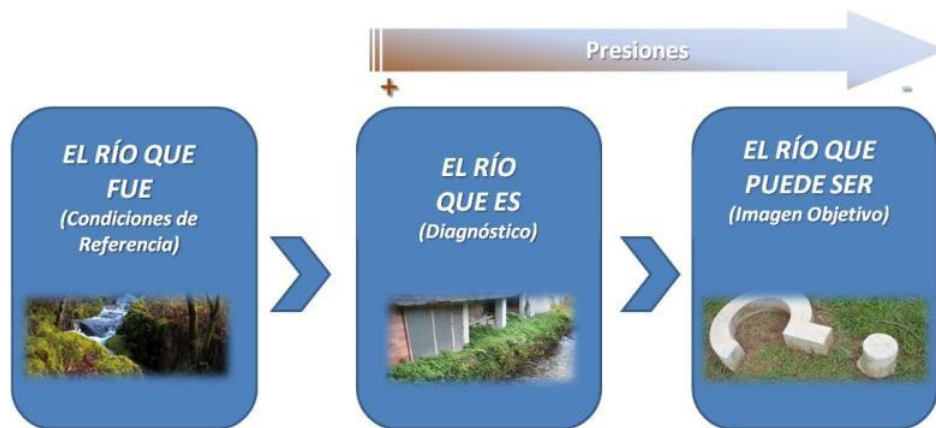 Presiones
+
-
EL RÍO QUE
FUE
(Condiciones de
Referencia)
EL RÍO
QUE ES
(Diagnóstico)
EL RÍO QUE
PUEDE SER
(Imagen Objetivo)